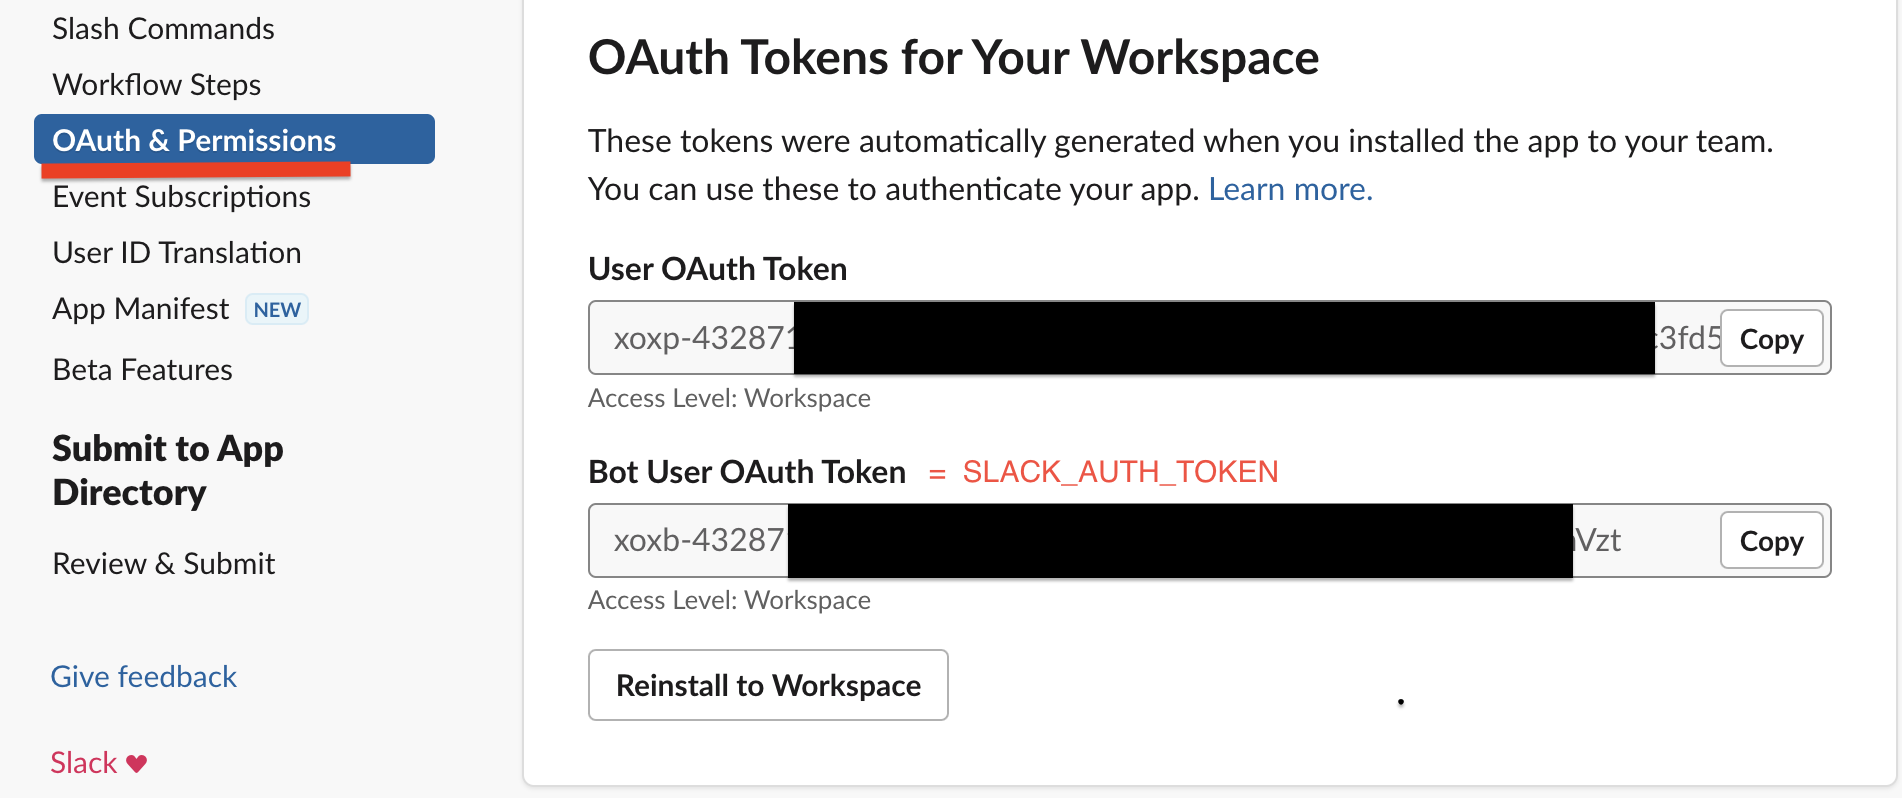 Slash Commands
Workflow Steps
OAuth & Permissions
Event Subscriptions
User ID Translation
App Manifest NEW
Beta Features
Submit to App
Directory
Review & Submit
Give feedback
Slack ♥
OAuth Tokens for Your Workspace
These tokens were automatically generated when you installed the app to your team.
You can use these to authenticate your app. Learn more.
User OAuth Token
xoxp-432871 3fd5 Copy
Access Level: Workspace
Bot User OAuth Token = SLACK_AUTH_TOKEN
xoxb-43287 Vzt Copy
Access Level: Workspace
Reinstall to Workspace